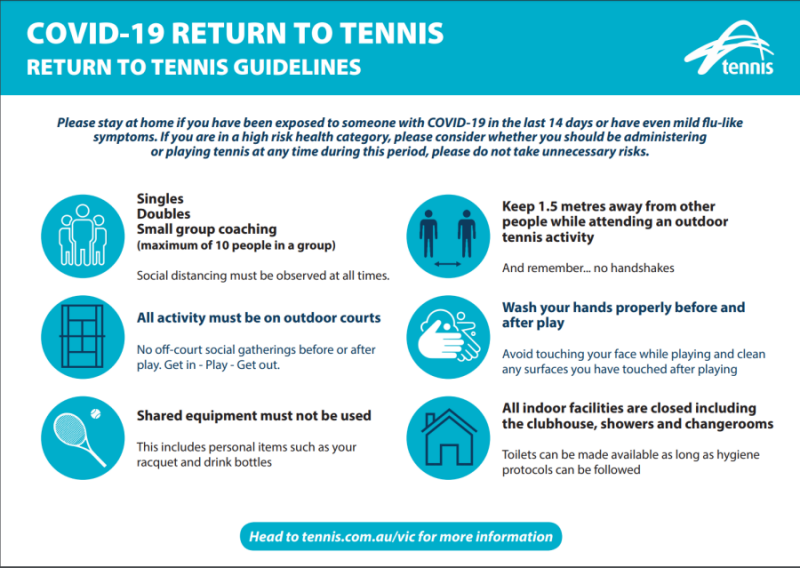 COVID-19 RETURN TO TENNIS
RETURN TO TENNIS GUIDELINES
tennis
Please stay at home if you have been exposed to someone with COVID-19 in the last 14 days or have even mild flu-like
symptoms. If you are in a high risk health category, please consider whether you should be administering
or playing tennis at any time during this period, please do not take unnecessary risks.
Singles
Doubles
Small group coaching
(maximum of 10 people in a group)
Social distancing must be observed at all times.
Keep 1.5 metres away from other
people while attending an outdoor
tennis activity
And remember... no handshakes
All activity must be on outdoor courts
No off-court social gatherings before or after
play. Get in - Play - Get out.
Wash your hands properly before and
after play
Avoid touching your face while playing and clean
any surfaces you have touched after playing
Shared equipment must not be used
This includes personal items such as your
racquet and drink bottles
All indoor facilities are closed including
the clubhouse, showers and changerooms
Toilets can be made available as long as hygiene
protocols can be followed
Head to tennis.com.au/vic for more information